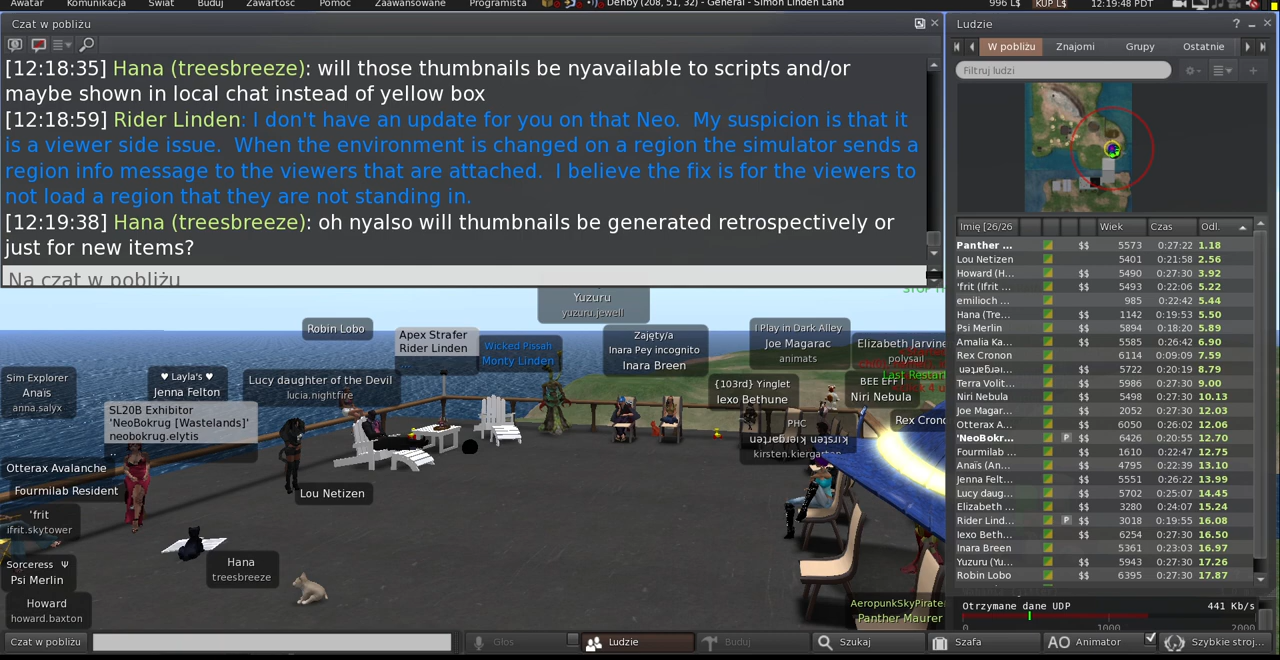 Awatar Komunikacja Świat Buduj Zawartość Pomoc Zaawansowane Programista Denby (208, 51, 32) - General - Simon Linden Land 996 L$ KUP L$ 12:19:48 PDT
Czat w pobliżu
[12:18:35] Hana (treesbreeze): will those thumbnails be nyavailable to scripts and/or
maybe shown in local chat instead of yellow box
[12:18:59] Rider Linden: I don't have an update for you on that Neo. My suspicion is that it
is a viewer side issue. When the environment is changed on a region the simulator sends a
region info message to the viewers that are attached. I believe the fix is for the viewers to
not load a region that they are not standing in.
[12:19:38] Hana (treesbreeze): oh nyalso will thumbnails be generated retrospectively or
just for new items?
Na czat w pobliżu
Yuzuru
yuzuru.jewell
Robin Lobo
Apex Strafer
Rider Linden
Wicked Pissah
Monty Linden
Zajęty/a
Inara Pey incognito
Inara Breen
I Play in Dark Alley
Joe Magarac
animats
Elizabeth Jarvine
polysail
Last Restart
Sim Explorer
Anaïs
anna.salyx
♥ Layla's ♥
Jenna Felton
Lucy daughter of the Devil
lucia.nightfire
{103rd} Yinglet
Iexo Bethune
BEE EFF J
Niri Nebula
SL20B Exhibitor
'NeoBokrug [Wastelands]'
neobokrug.elytis
..
Rex Crono
PHC
kirsten.kiergarten
Otterax Avalanche
Fourmilab Resident
Lou Netizen
'frit
ifrit.skytower
Hana
treesbreeze
Sorceress Ψ
Psi Merlin
Howard
howard.baxton
AeropunkSkyPirate
Panther Maurer
Ludzie
? _ ×
W pobliżu Znajomi Grupy Ostatnie
Filtruj ludzi
Imię [26/26 Wiek Czas Odl.
Panther ... $$ 5573 0:27:22 1.18
Lou Netizen 5401 0:21:58 2.56
Howard (H... $$ 5490 0:27:30 3.92
'frit (Ifrit ... $$ 5493 0:22:06 5.22
emilioch ... 985 0:22:42 5.44
Hana (Tre... $$ 1142 0:19:53 5.50
Psi Merlin $$ 5894 0:18:20 5.89
Amalia Ka... $$ 5585 0:26:42 6.90
Rex Cronon 6114 0:09:09 7.59
$$ 5722 0:20:19 8.79
Terra Volit... $$ 5986 0:27:30 9.00
Niri Nebula $$ 5498 0:27:30 10.13
Joe Magar... $$ 2052 0:27:30 12.03
Otterax A... $$ 6050 0:26:02 12.06
'NeoBokr... P $$ 6426 0:20:55 12.70
Fourmilab ... $$ 1610 0:22:47 12.75
Anaïs (An... $$ 4795 0:22:39 13.10
Jenna Felt... $$ 5551 0:26:22 13.99
Lucy daug... $$ 5702 0:25:07 14.45
Elizabeth ... $$ 3280 0:24:07 15.24
Rider Lind... P $$ 3018 0:19:55 16.08
Iexo Beth... $$ 6254 0:27:30 16.50
Inara Breen 5361 0:23:03 16.97
Yuzuru (Yu... $$ 5943 0:27:30 17.26
Robin Lobo $$ 6395 0:27:30 17.87
Otrzymane dane UDP 441 Kb/s
0 1000 2000
Czat w pobliżu Głos Ludzie Buduj Szukaj Szafa AO Animator Szybkie stroj...